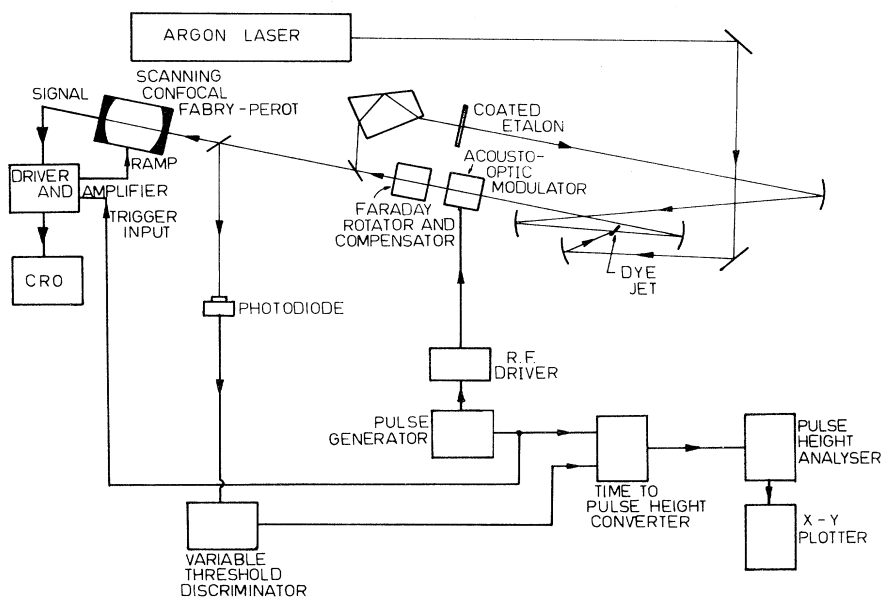 ARGON LASER
SCANNING
CONFOCAL
FABRY-PEROT
SIGNAL
RAMP
DRIVER
AND AMPLIFIER
TRIGGER
INPUT
CRO
COATED
ETALON
ACOUSTO-
OPTIC
MODULATOR
FARADAY
ROTATOR AND
COMPENSATOR
DYE
JET
PHOTODIODE
R.F.
DRIVER
PULSE
GENERATOR
TIME TO
PULSE HEIGHT
CONVERTER
PULSE
HEIGHT
ANALYSER
X-Y
PLOTTER
VARIABLE
THRESHOLD
DISCRIMINATOR